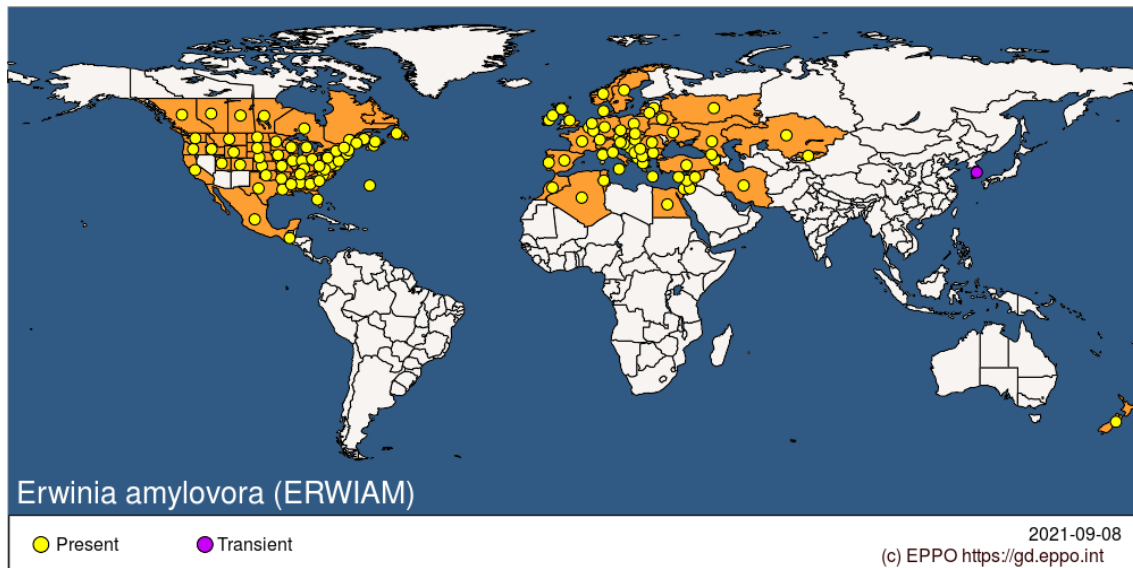 Erwinia amylovora (ERWIAM)
Present
Transient
2021-09-08
(c) EPPO https://gd.eppo.int